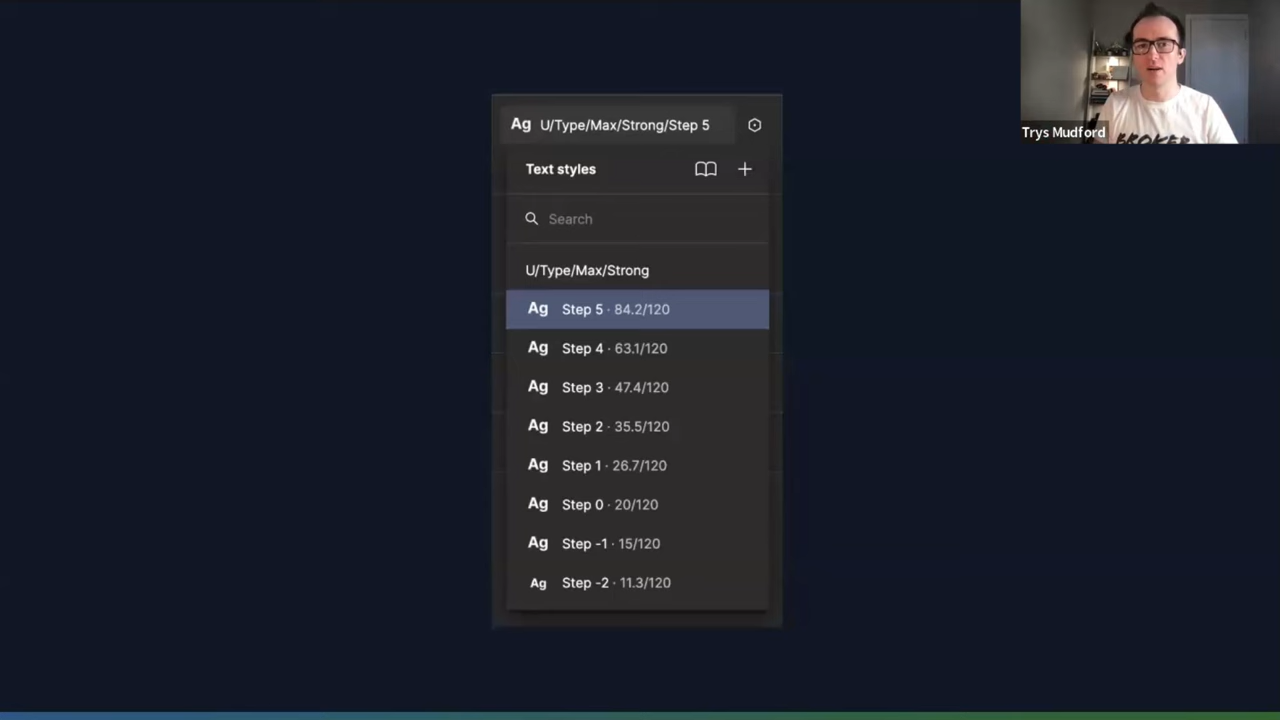 Ag U/Type/Max/Strong/Step 5
Text styles
Search
U/Type/Max/Strong
Ag Step 5 · 84.2/120
Ag Step 4 · 63.1/120
Ag Step 3 · 47.4/120
Ag Step 2 · 35.5/120
Ag Step 1 · 26.7/120
Ag Step 0 · 20/120
Ag Step -1 · 15/120
Ag Step -2 · 11.3/120
Trys Mudford
BROKER